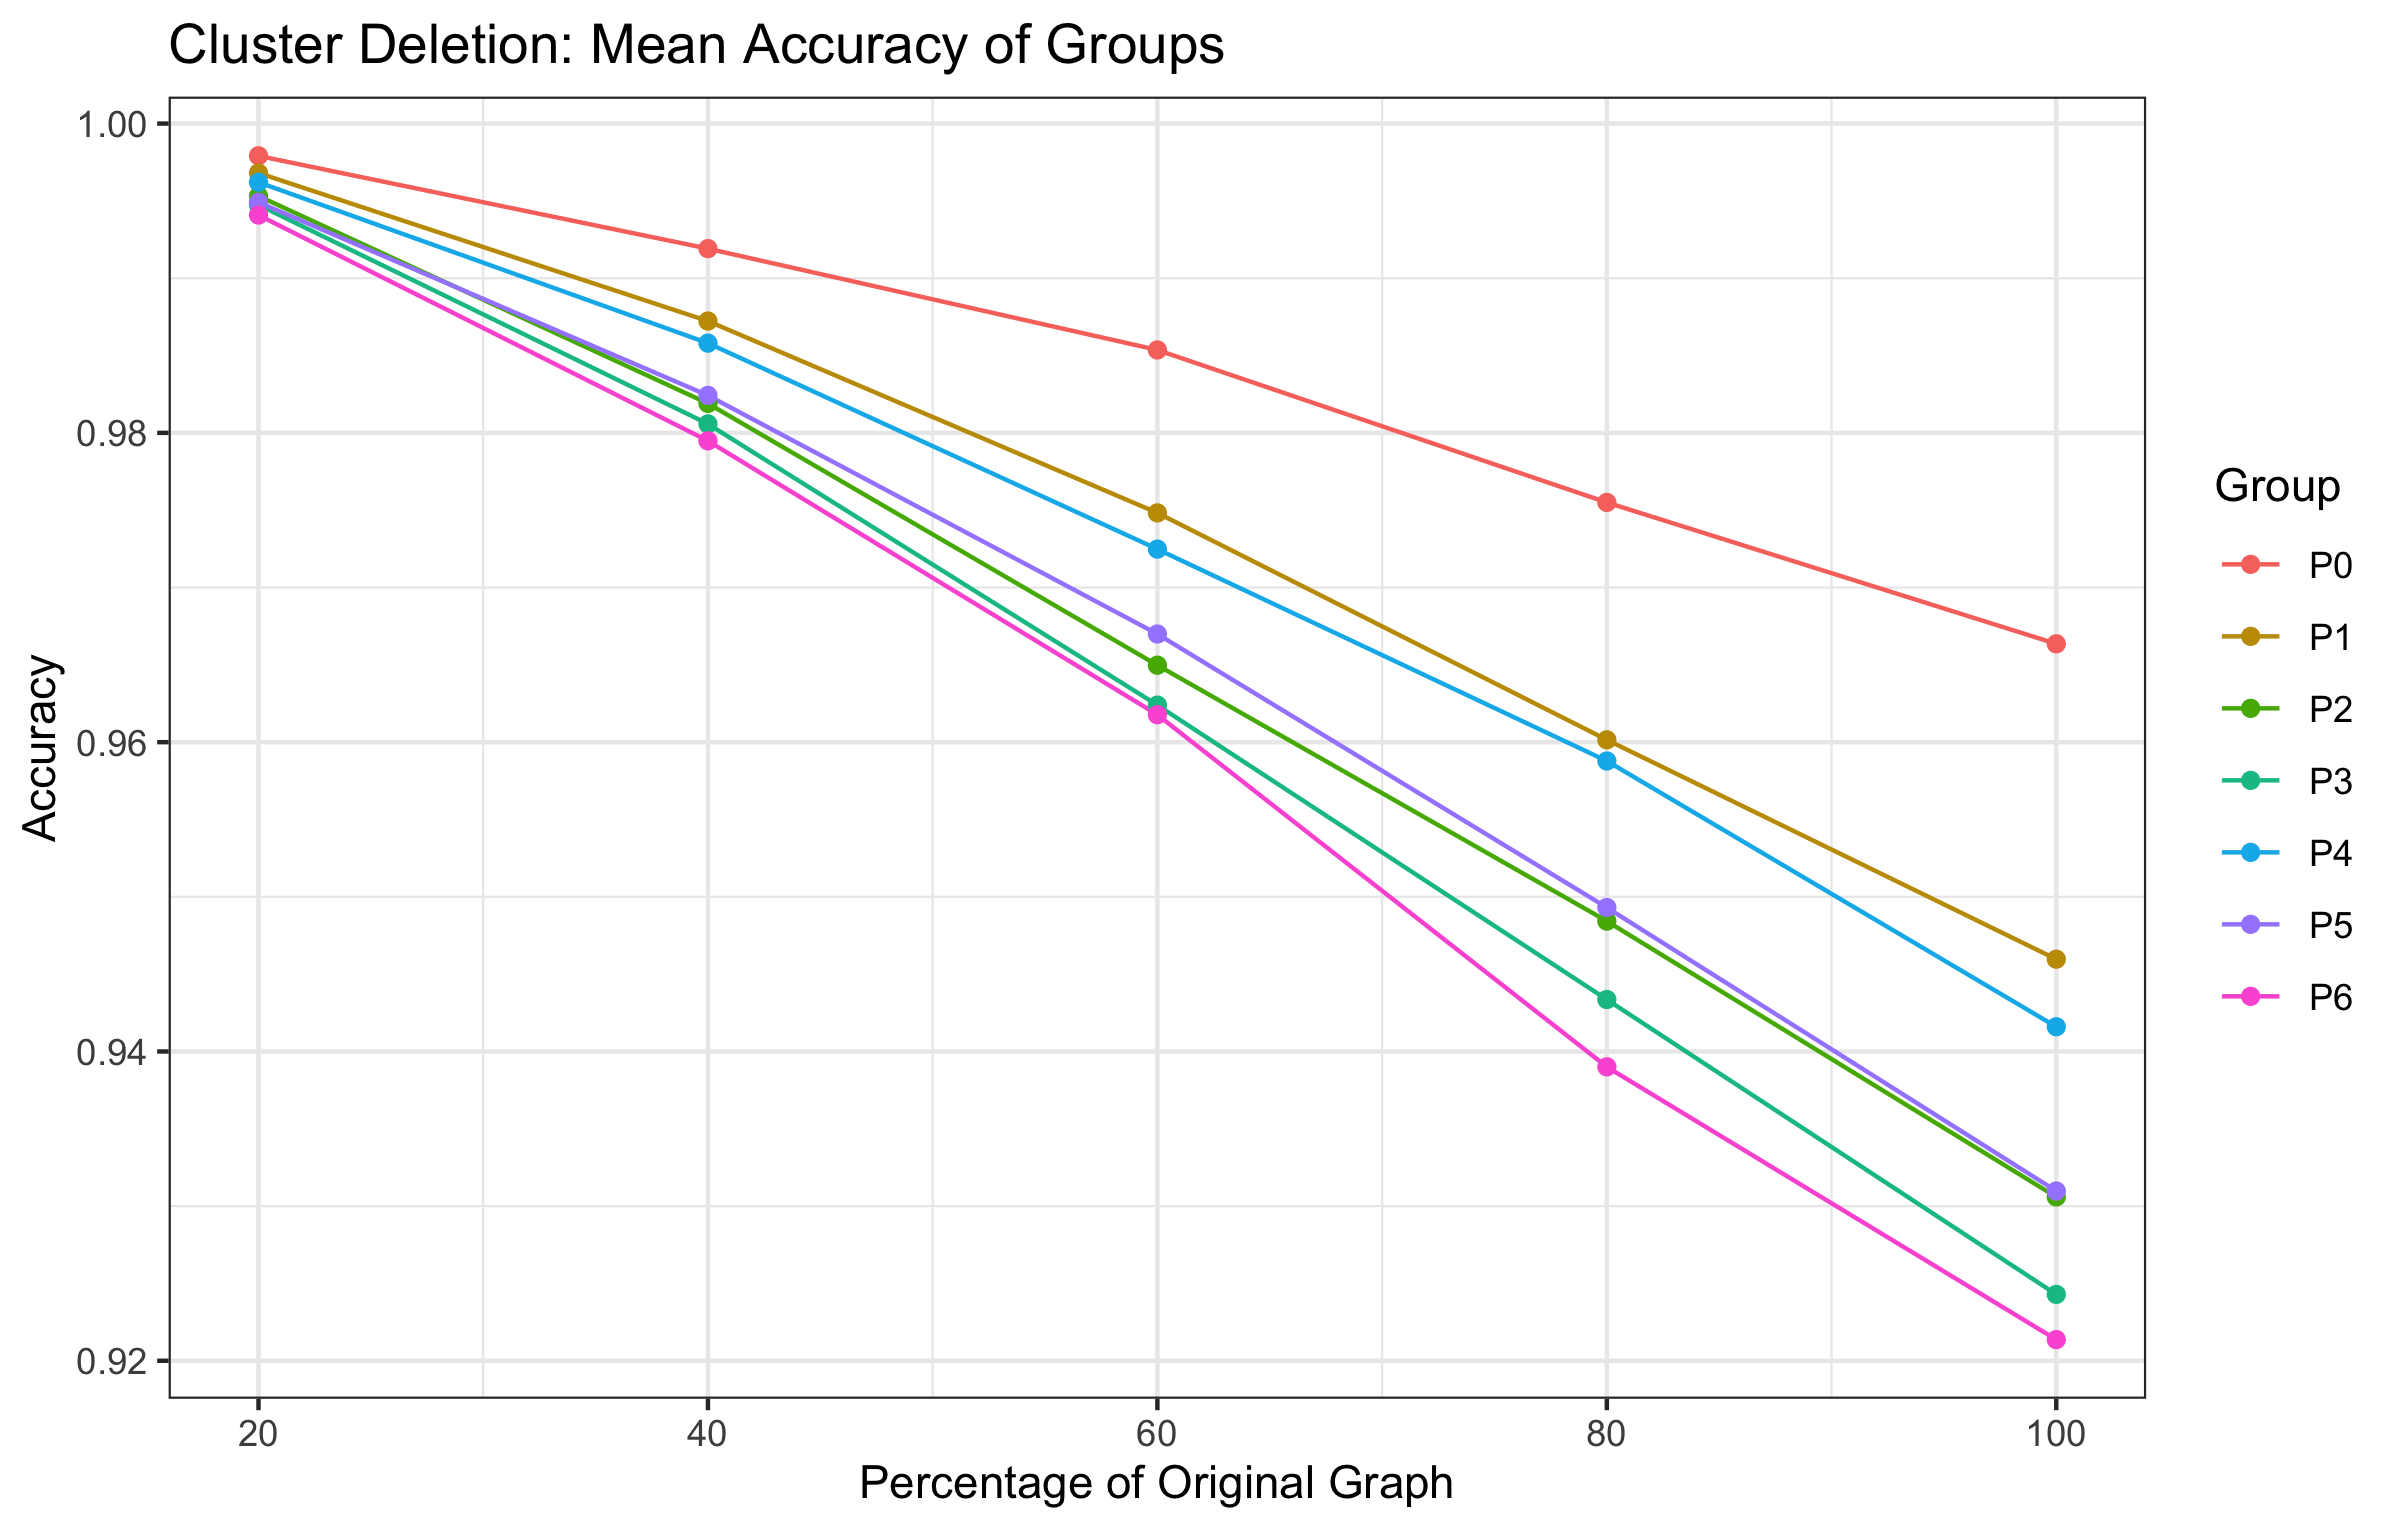 Cluster Deletion: Mean Accuracy of Groups
1.00
0.98
0.96
0.94
0.92
Accuracy
20 40 60 80 100
Percentage of Original Graph
Group
P0
P1
P2
P3
P4
P5
P6